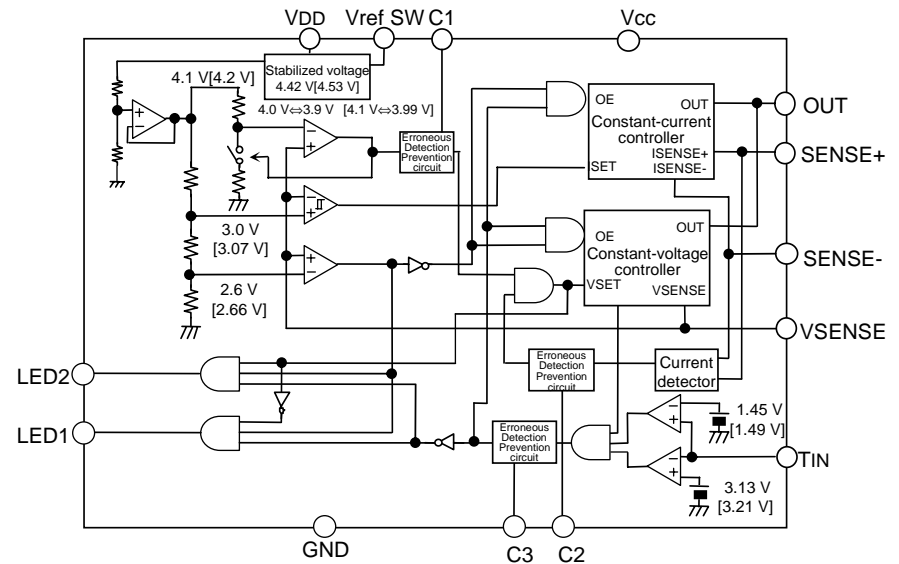 VDD
Vref SW
C1
Vcc
Stabilized voltage
4.42 V[4.53 V]
4.1 V[4.2 V]
4.0 V⇔3.9 V [4.1 V⇔3.99 V]
Erroneous
Detection
Prevention
circuit
OE
OUT
Constant-current
controller
ISENSE+
ISENSE-
ISET
OUT
SENSE+
3.0 V
[3.07 V]
OE
OUT
Constant-voltage
controller
VSET
VSENSE
SENSE-
2.6 V
[2.66 V]
VSENSE
Erroneous
Detection
Prevention
circuit
Current
detector
LED2
LED1
Erroneous
Detection
Prevention
circuit
1.45 V
[1.49 V]
TIN
3.13 V
[3.21 V]
GND
C3
C2
+
−
−
+
−
+
+
−
−
+
−
+